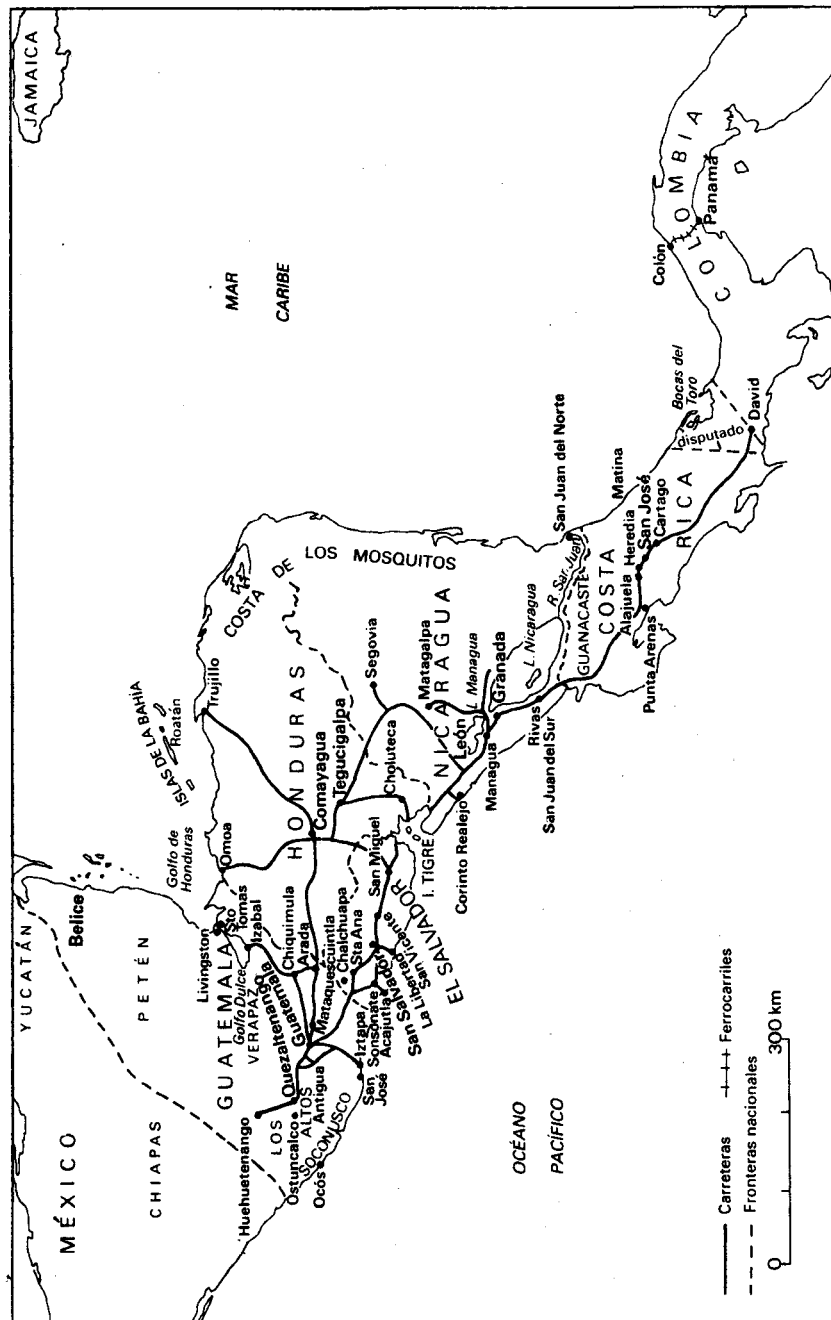 JAMAICA
YUCATÁN
MÉXICO
Belice
PETÉN
CHIAPAS
MAR
CARIBE
Golfo de
Honduras
ISLAS DE LA BAHÍA
Roatán
Trujillo
Omoa
Livingston
Sto
Tomas
Izabal
Golfo Dulce
GUATEMALA
VERAPAZ
Chiquimula
Arada
Quezaltenango
Guatemala
Mataquescuintla
Chalchuapa
Sta Ana
Huehuetenango
LOS
ALTOS
Antigua
Ostuncalco
Ocós
SOCONUSCO
San
José
Iztapa
Sonsonate
Acajutla
San Salvador
La Libertad
San Vicente
EL SALVADOR
San Miguel
I. TIGRE
HONDURAS
Comayagua
Tegucigalpa
Choluteca
COSTA DE
LOS MOSQUITOS
Segovia
NICARAGUA
Matagalpa
León
L. Managua
Granada
Managua
Corinto Realejo
L. Nicaragua
Rivas
San Juan del Sur
R. San Juan
San Juan del Norte
GUANACASTE
COSTA
RICA
Matina
Alajuela
Heredia
San José
Cartago
Punta Arenas
Bocas del
Toro
disputado
David
Colón
COLOMBIA
Panamá
OCÉANO
PACÍFICO
Carreteras
Ferrocarriles
Fronteras nacionales
0
300 km